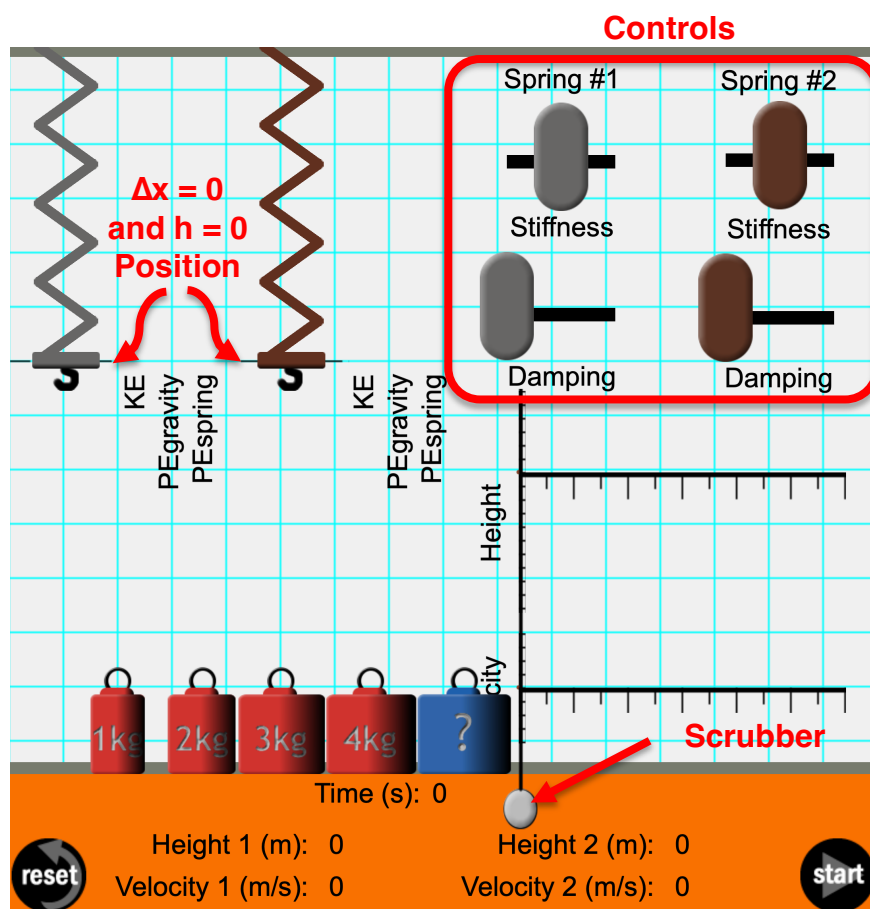 Controls
Spring #1
Spring #2
Δx = 0
and h = 0
Position
Stiffness
Stiffness
Damping
Damping
S
S
KE
PEgravity
PEspring
KE
PEgravity
PEspring
Height
city
1kg
2kg
3kg
4kg
?
Scrubber
Time (s): 0
Height 1 (m): 0
Height 2 (m): 0
reset
Velocity 1 (m/s): 0
Velocity 2 (m/s): 0
start